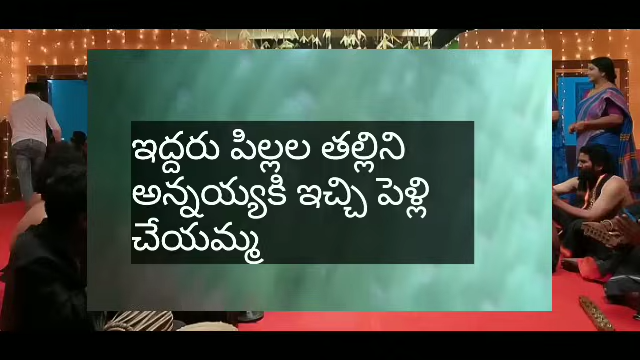 ఇద్దరు పిల్లల తల్లిని
అన్నయ్యకి ఇచ్చి పెళ్లి
చేయమ్మ